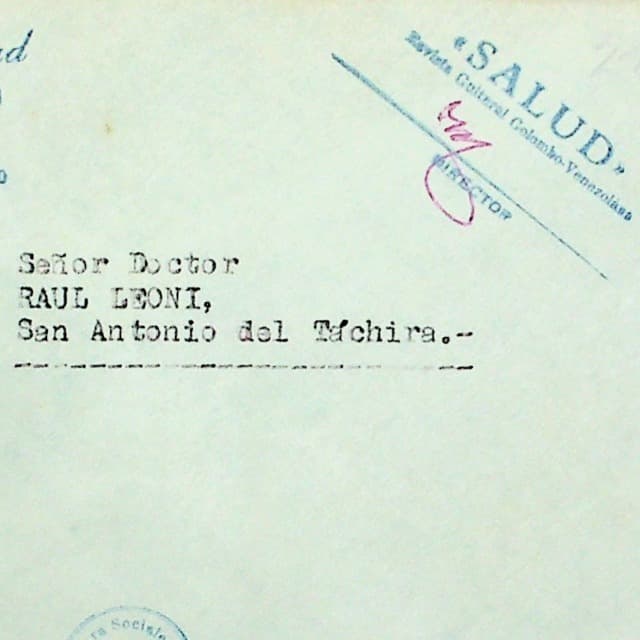 «SALUD»
Revista Cultural Colombo-Venezolana
DIRECTOR
Señor Doctor
RAUL LEONI,
San Antonio del Táchira.-